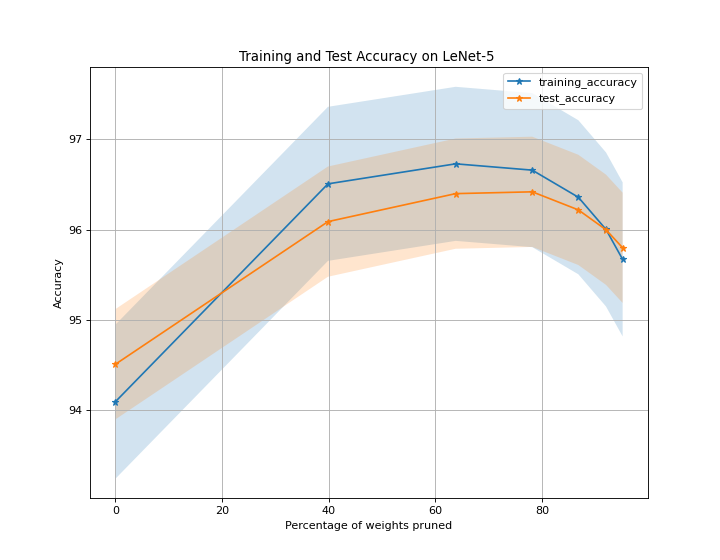 Training and Test Accuracy on LeNet-5
training_accuracy
test_accuracy
97
96
95
94
Accuracy
0 20 40 60 80
Percentage of weights pruned